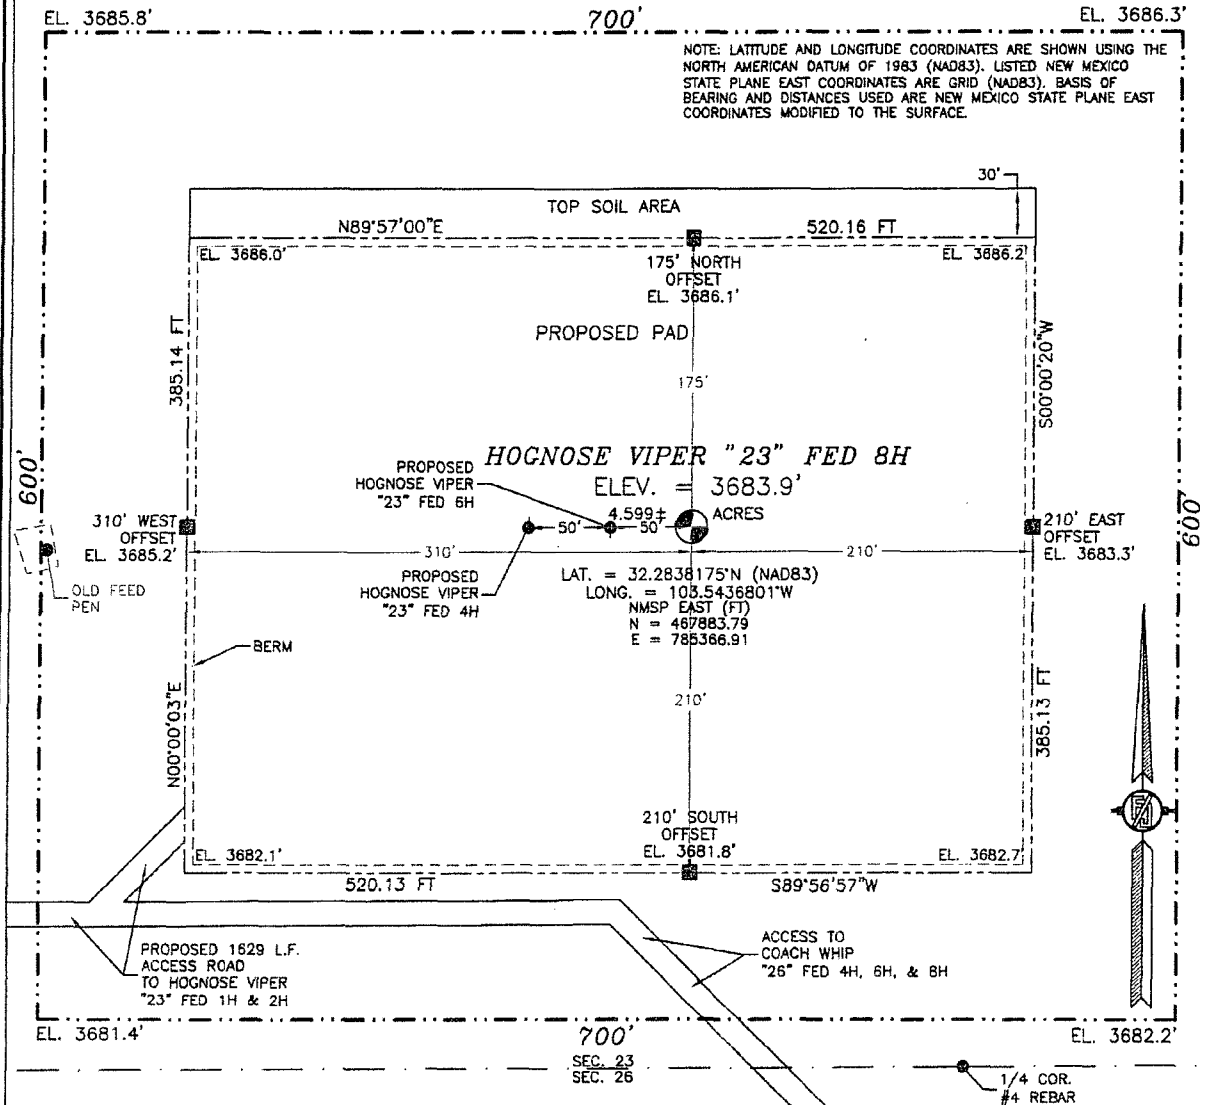 EL. 3685.8'
700'
EL. 3686.3'
NOTE: LATITUDE AND LONGITUDE COORDINATES ARE SHOWN USING THE
NORTH AMERICAN DATUM OF 1983 (NAD83). LISTED NEW MEXICO
STATE PLANE EAST COORDINATES ARE GRID (NAD83). BASIS OF
BEARING AND DISTANCES USED ARE NEW MEXICO STATE PLANE EAST
COORDINATES MODIFIED TO THE SURFACE.
30'
TOP SOIL AREA
N89°57'00"E
520.16 FT
EL. 3686.0'
175' NORTH
OFFSET
EL. 3686.1'
EL. 3686.2'
PROPOSED PAD
385.14 FT
175'
S00°00'20"W
HOGNOSE VIPER "23" FED 8H
ELEV. = 3683.9'
PROPOSED
HOGNOSE VIPER
"23" FED 6H
4.599± ACRES
600'
310' WEST
OFFSET
EL. 3685.2'
50'
50'
210' EAST
OFFSET
EL. 3683.3'
600'
310'
210'
OLD FEED
PEN
PROPOSED
HOGNOSE VIPER
"23" FED 4H
LAT. = 32.2838175°N (NAD83)
LONG. = 103.5436801°W
NMSP EAST (FT)
N = 467883.79
E = 785366.91
BERM
N00°00'03"E
210'
385.13 FT
210' SOUTH
OFFSET
EL. 3681.8'
EL. 3682.1'
EL. 3682.7'
520.13 FT
S89°56'57"W
PROPOSED 1629 L.F.
ACCESS ROAD
TO HOGNOSE VIPER
"23" FED 1H & 2H
ACCESS TO
COACH WHIP
"26" FED 4H, 6H, & 8H
EL. 3681.4'
700'
EL. 3682.2'
SEC. 23
SEC. 26
1/4 COR.
#4 REBAR